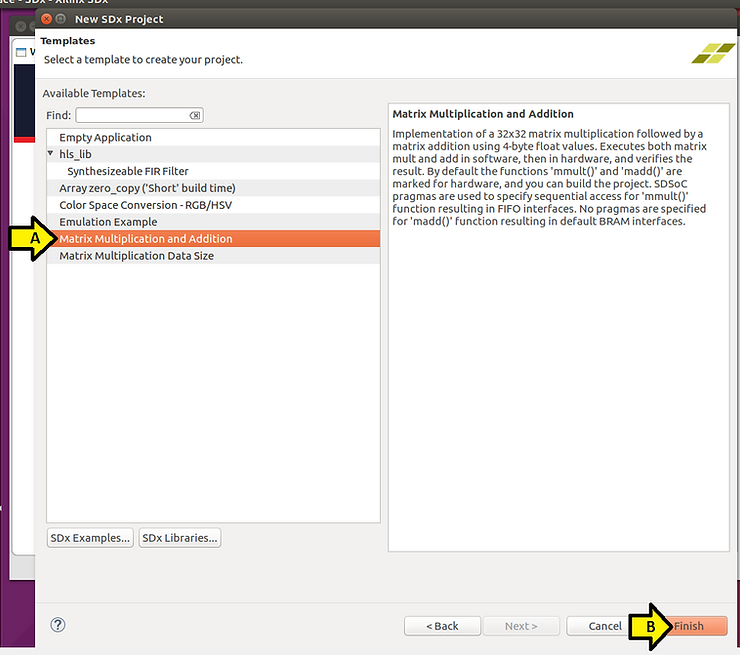 ce - SDx - Xilinx SDx
New SDx Project
Templates
Select a template to create your project.
Available Templates:
Find:
Empty Application
hls_lib
Synthesizeable FIR Filter
Array zero_copy ('Short' build time)
Color Space Conversion - RGB/HSV
Emulation Example
A
Matrix Multiplication and Addition
Matrix Multiplication Data Size
SDx Examples...
SDx Libraries...
Matrix Multiplication and Addition
Implementation of a 32x32 matrix multiplication followed by a
matrix addition using 4-byte float values. Executes both matrix
mult and add in software, then in hardware, and verifies the
result. By default the functions 'mmult()' and 'madd()' are
marked for hardware, and you can build the project. SDSoC
pragmas are used to specify sequential access for 'mmult()'
function resulting in FIFO interfaces. No pragmas are specified
for 'madd()' function resulting in default BRAM interfaces.
?
< Back
Next >
Cancel
B
Finish